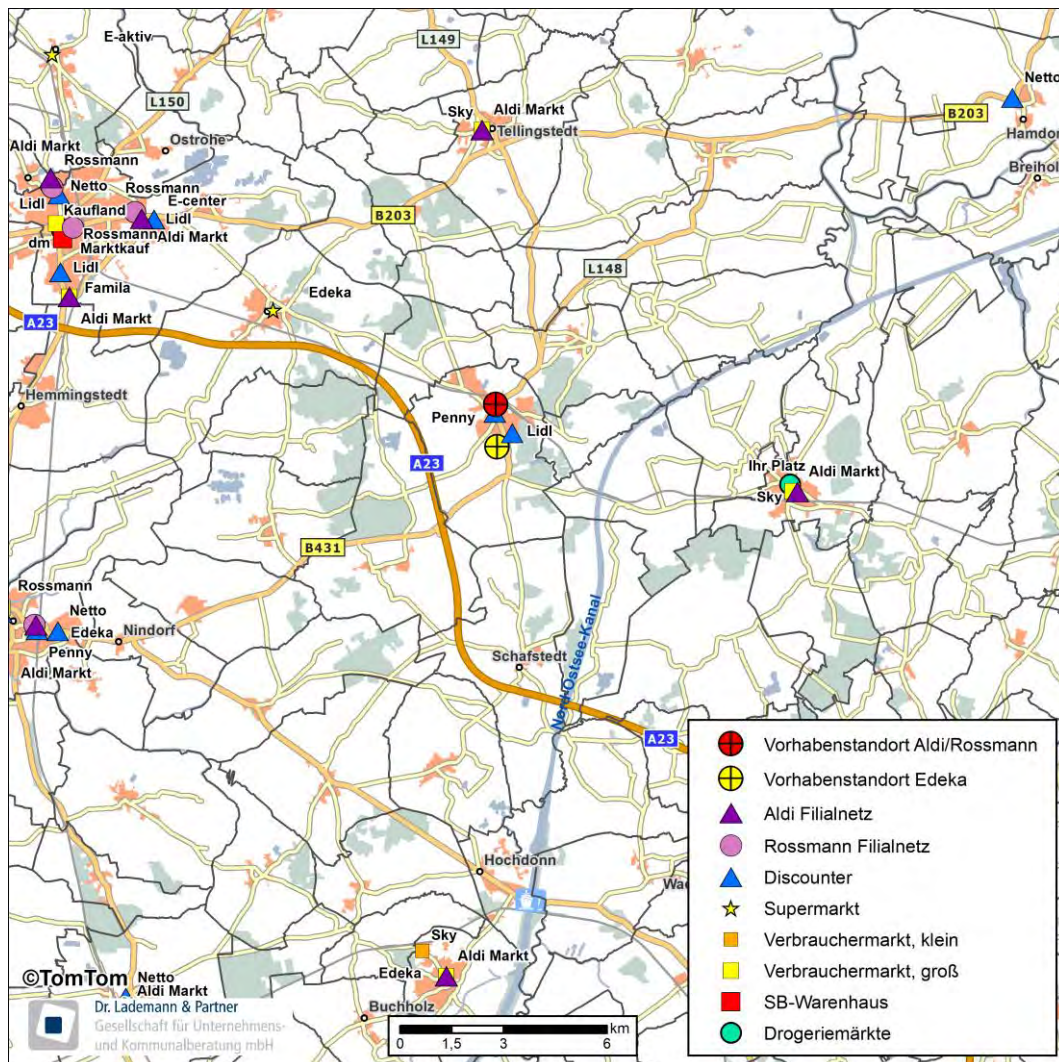 E-aktiv
L149
Netto
L150
Sky
Aldi Markt
B203
Tellingstedt
Hamdor
Ostrohe
Aldi Markt
Rossmann
Breihol
Netto
Rossmann
E-center
Lidl
Kaufland
Lidl
B203
Rossmann
Aldi Markt
dm
Marktkauf
L148
Lidl
Famila
Edeka
A23
Aldi Markt
Hemmingstedt
Penny
Lidl
A23
Ihr Platz
Aldi Markt
Sky
B431
Nord-Ostsee-Kanal
Rossmann
Netto
Edeka
Nindorf
Penny
Aldi Markt
Schafstedt
A23
Hochdonn
Wac
Sky
Aldi Markt
Edeka
Buchholz
Netto
Aldi Markt
©TomTom
Dr. Lademann & Partner
Gesellschaft für Unternehmens-
und Kommunalberatung mbH
km
0 1,5 3 6
Vorhabenstandort Aldi/Rossmann
Vorhabenstandort Edeka
Aldi Filialnetz
Rossmann Filialnetz
Discounter
Supermarkt
Verbrauchermarkt, klein
Verbrauchermarkt, groß
SB-Warenhaus
Drogeriemärkte